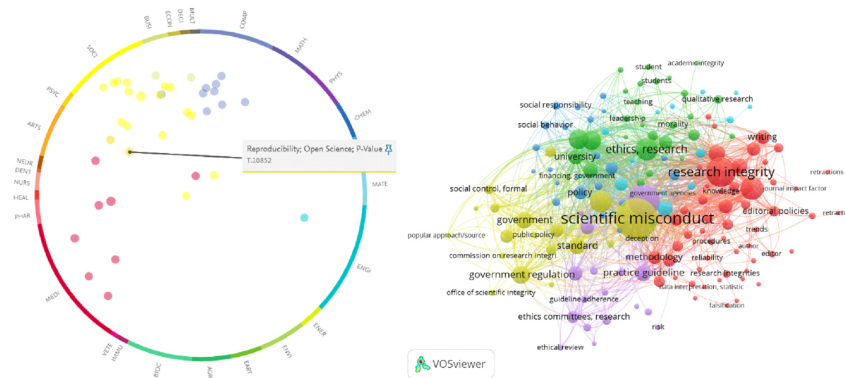 MULT
DECI
ECON
BUSI
SOCI
PSYC
ARTS
NEUR
DENT
NURS
HEAL
PHAR
MEDI
VETE
IMMU
BIOC
AGRI
EART
ENVI
ENER
ENGI
MATE
CHEM
PHYS
MATH
COMP
Reproducibility; Open Science; P-Value
T.10852
student
academic integrity
students
teaching
qualitative research
social responsibility
leadership
social behavior
morality
writing
ethics, research
university
research integrity
retractions
financing, government
social control, formal
policy
government agencies
knowledge
journal impact factor
scientific misconduct
editorial policies
retract
government
popular approach/source
public policy
deception
trends
standard
procedures
author
commission on research integri
methodology
reliability
editor
government regulation
practice guideline
research integrities
office of scientific integrity
data interpretation, statistic
guideline adherence
falsification
ethics committees, research
risk
ethical review
VOSviewer